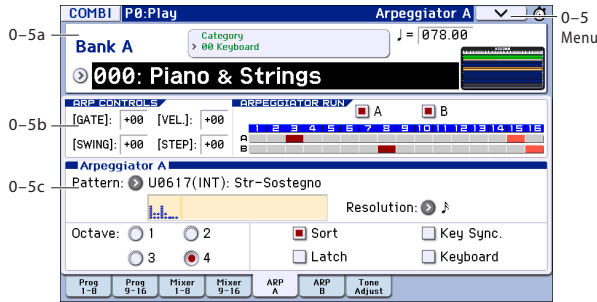 COMBI P0:Play Arpeggiator A
0–5
Menu
0–5a
Bank A
Category
00 Keyboard
♩= 078.00
KRONOS
000: Piano & Strings
0–5b
ARP CONTROLS
[GATE]: +00 [VEL.]: +00
[SWING]: +00 [STEP]: +00
ARPEGGIATOR RUN
A B
1 2 3 4 5 6 7 8 9 10 11 12 13 14 15 16
A
B
0–5c
Arpeggiator A
Pattern: U0617(INT): Str-Sostegno
Resolution: ♪
Octave: 1 2
3 4
Sort Key Sync.
Latch Keyboard
Prog 1-8
Prog 9-16
Mixer 1-8
Mixer 9-16
ARP A
ARP B
Tone Adjust